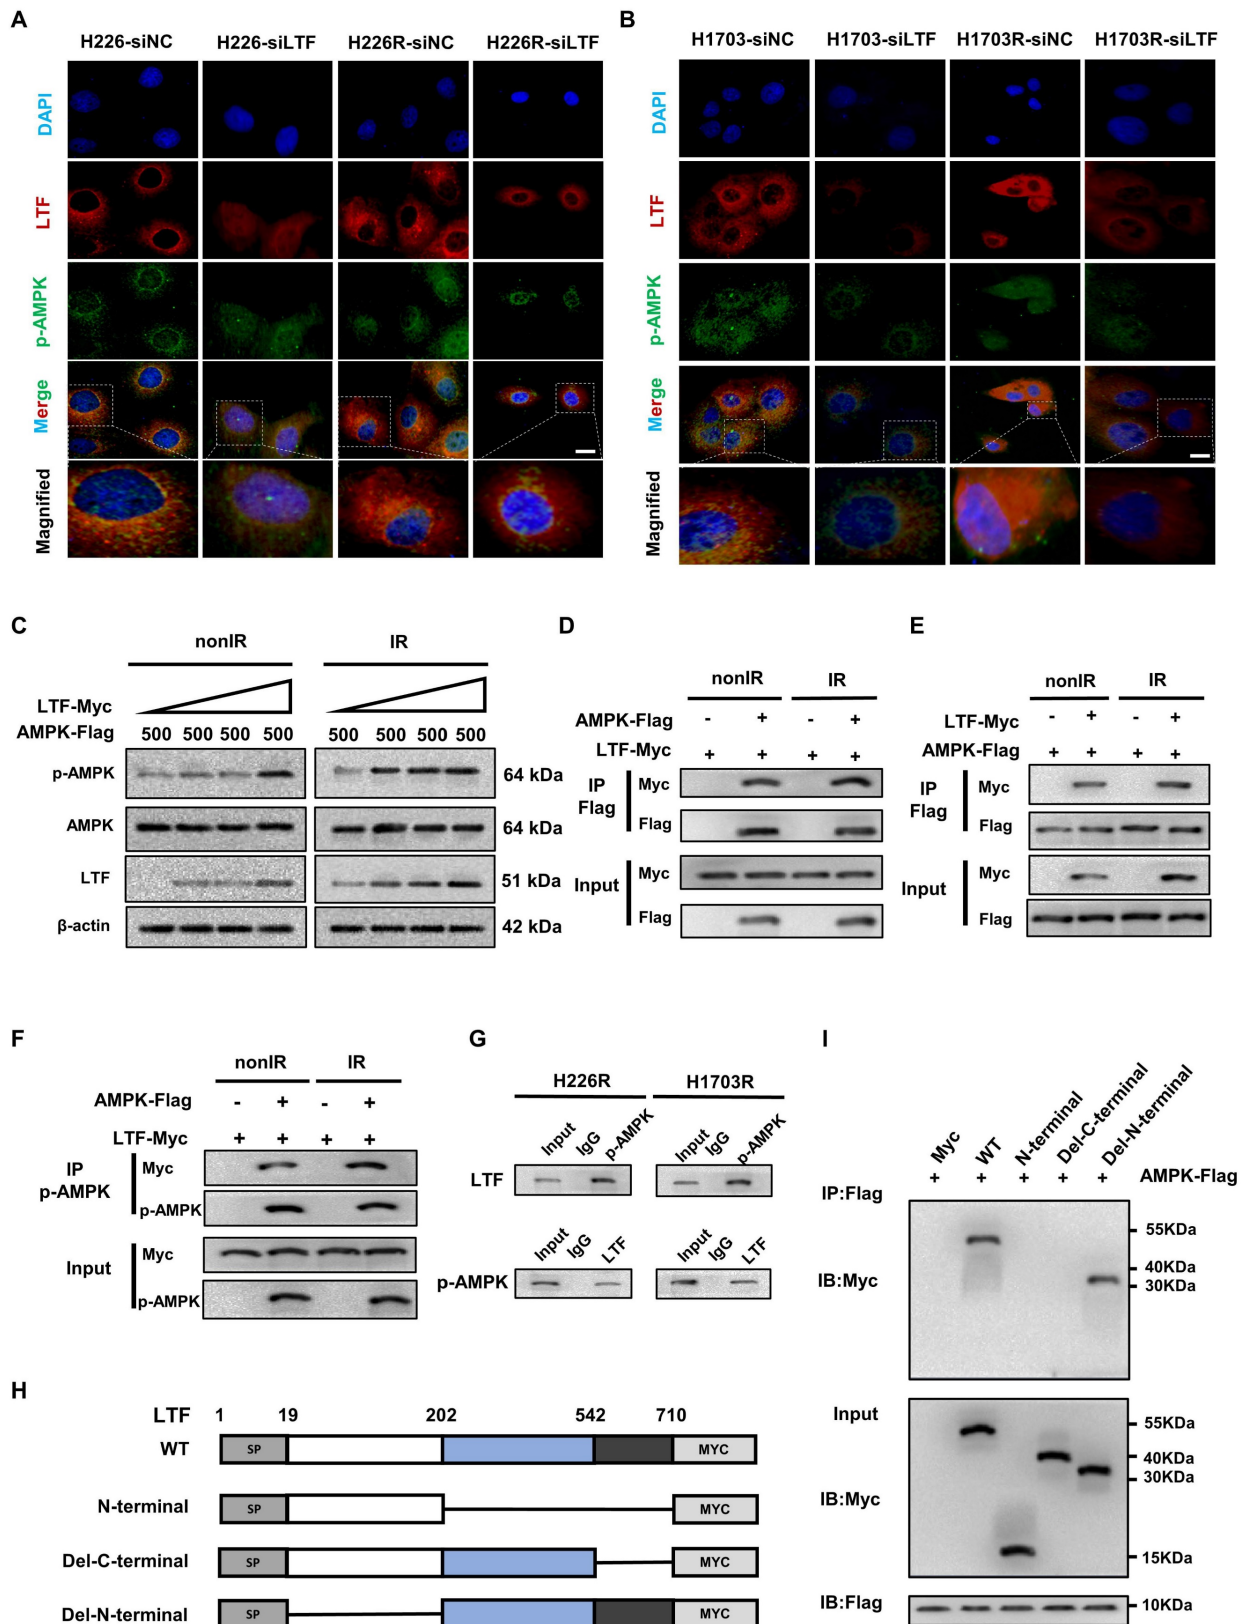 A
H226-siNC H226-siLTF H226R-siNC H226R-siLTF
DAPI
LTF
p-AMPK
Merge
Magnified
B
H1703-siNC H1703-siLTF H1703R-siNC H1703R-siLTF
DAPI
LTF
p-AMPK
Merge
Magnified
C
nonIR IR
LTF-Myc
AMPK-Flag 500 500 500 500 500 500 500 500
p-AMPK 64 kDa
AMPK 64 kDa
LTF 51 kDa
β-actin 42 kDa
D
nonIR IR
AMPK-Flag - + - +
LTF-Myc + + + +
IP Flag
Myc
Flag
Input
Myc
Flag
E
nonIR IR
LTF-Myc - + - +
AMPK-Flag + + + +
IP Flag
Myc
Flag
Input
Myc
Flag
F
nonIR IR
AMPK-Flag - + - +
LTF-Myc + + + +
IP p-AMPK
Myc
p-AMPK
Input
Myc
p-AMPK
G
H226R H1703R
Input IgG p-AMPK Input IgG p-AMPK
LTF
Input IgG LTF Input IgG LTF
p-AMPK
H
LTF 1 19 202 542 710
WT SP MYC
N-terminal SP MYC
Del-C-terminal SP MYC
Del-N-terminal SP MYC
I
Myc WT N-terminal Del-C-terminal Del-N-terminal
+ + + + + AMPK-Flag
IP:Flag
55KDa
40KDa
IB:Myc
30KDa
Input
55KDa
40KDa
30KDa
IB:Myc
15KDa
IB:Flag 10KDa